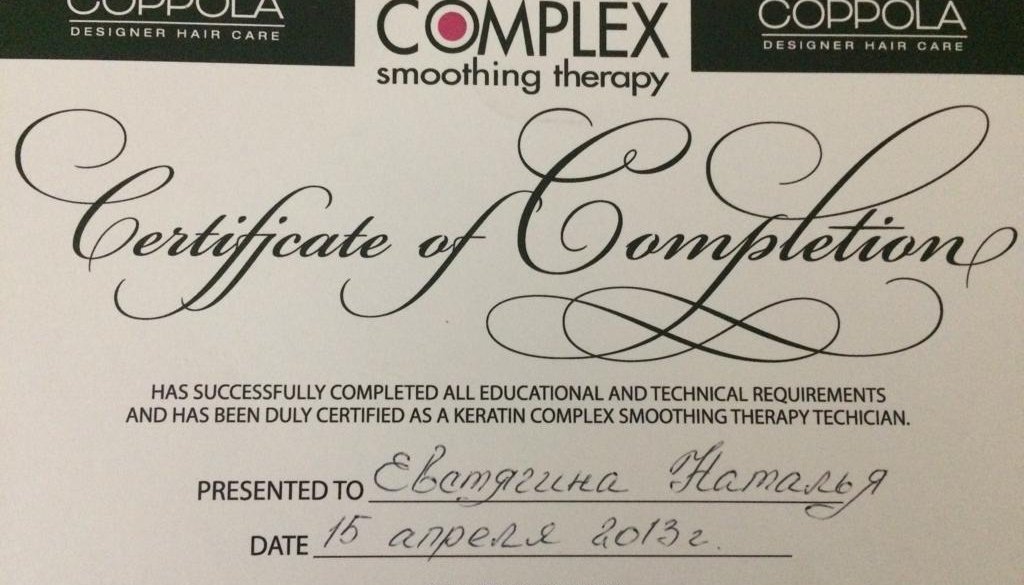 COPPOLA
DESIGNER HAIR CARE
COMPLEX
smoothing therapy
COPPOLA
DESIGNER HAIR CARE
Certificate of Completion
HAS SUCCESSFULLY COMPLETED ALL EDUCATIONAL AND TECHNICAL REQUIREMENTS
AND HAS BEEN DULY CERTIFIED AS A KERATIN COMPLEX SMOOTHING THERAPY TECHICIAN.
PRESENTED TO Евстягина Наталья
DATE 15 апреля 2013г.